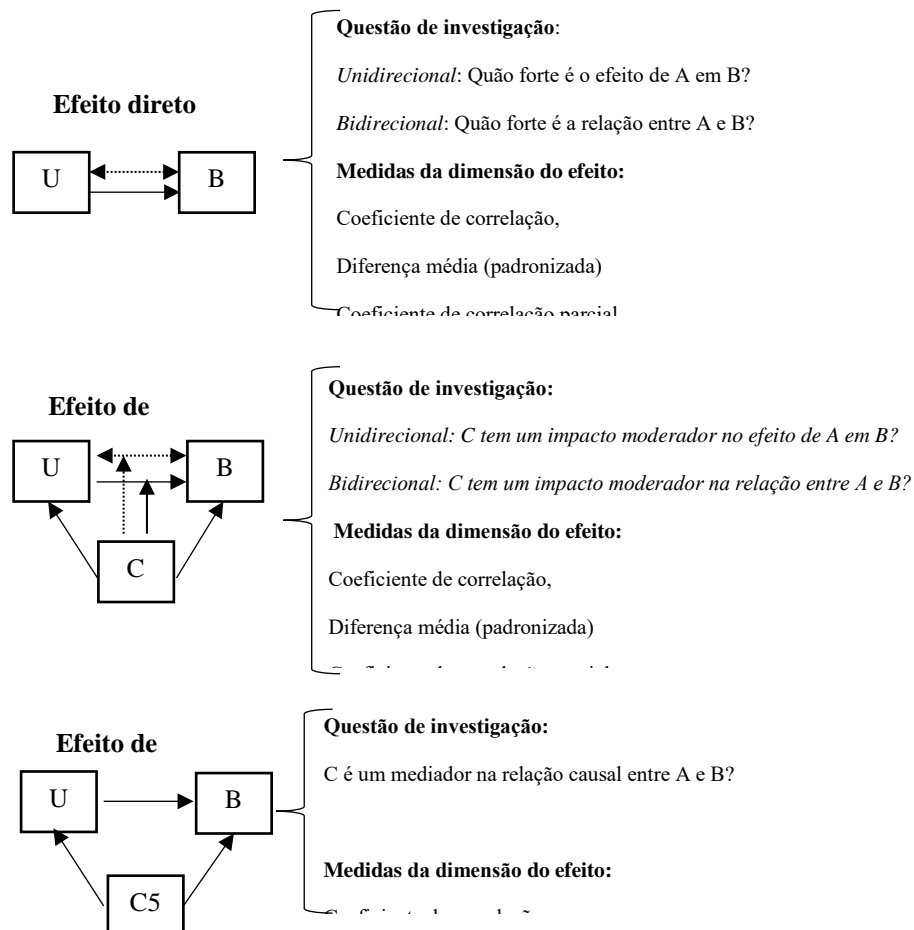 Questão de investigação:
Unidirecional: Quão forte é o efeito de A em B?
Efeito direto
Bidirecional: Quão forte é a relação entre A e B?
U
B
Medidas da dimensão do efeito:
Coeficiente de correlação,
Diferença média (padronizada)
Coeficiente de correlação parcial
Questão de investigação:
Efeito de
Unidirecional: C tem um impacto moderador no efeito de A em B?
U
B
Bidirecional: C tem um impacto moderador na relação entre A e B?
Medidas da dimensão do efeito:
C
Coeficiente de correlação,
Diferença média (padronizada)
Questão de investigação:
Efeito de
C é um mediador na relação causal entre A e B?
U
B
Medidas da dimensão do efeito:
C5